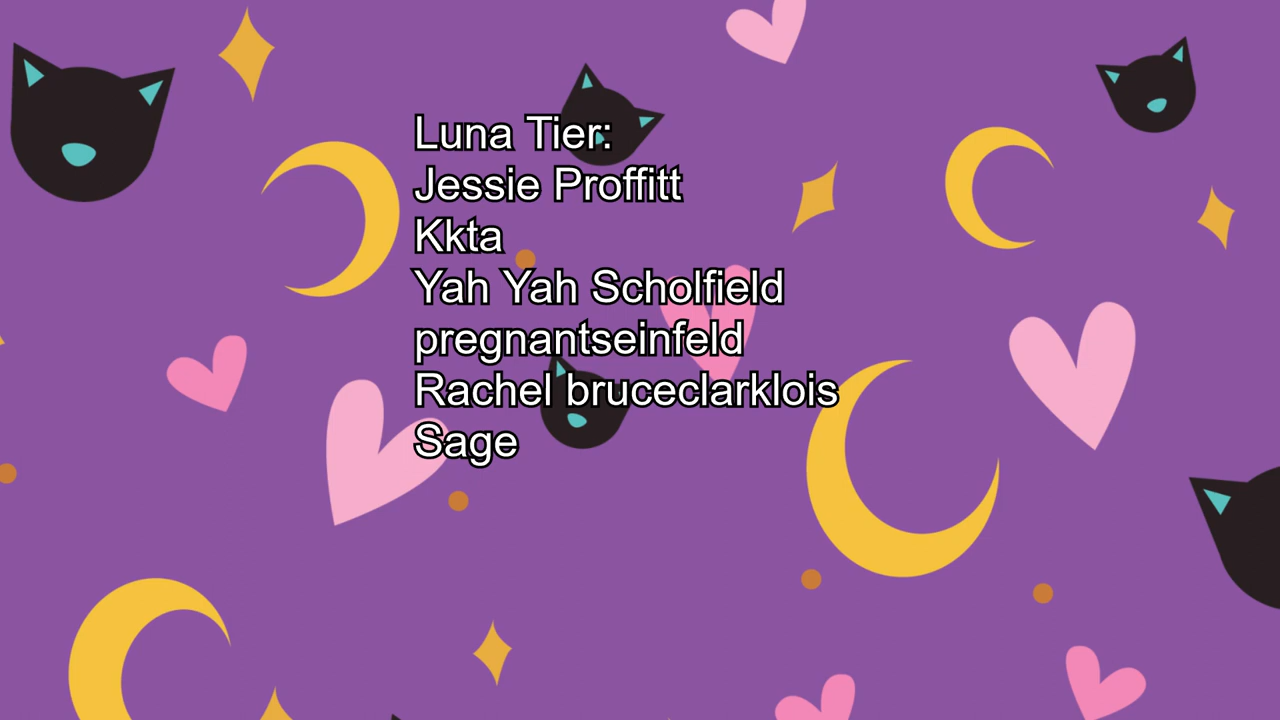 Luna Tier:
Jessie Proffitt
Kkta
Yah Yah Scholfield
pregnantseinfeld
Rachel bruceclarklois
Sage